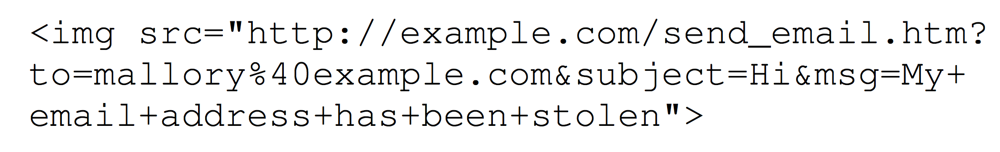 <img src="http://example.com/send_email.htm?
to=mallory%40example.com&subject=Hi&msg=My+
email+address+has+been+stolen">